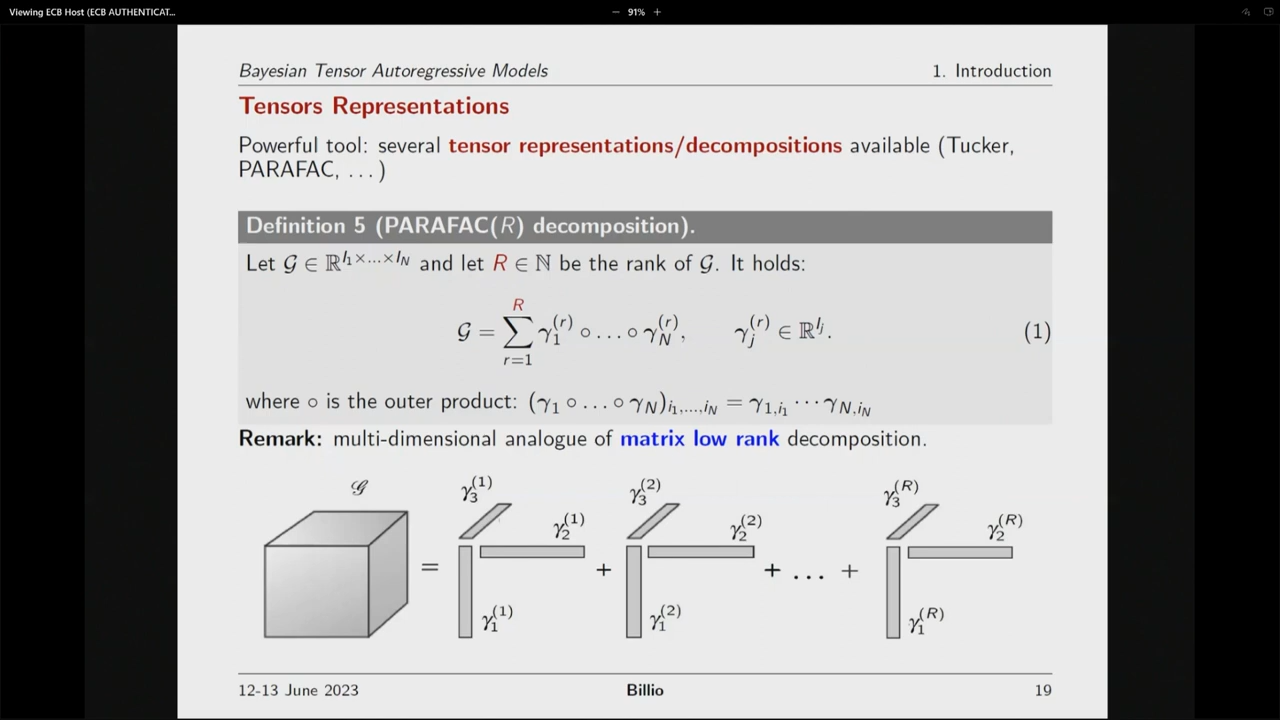 Viewing ECB Host (ECB AUTHENTICAT...
− 91% +
Bayesian Tensor Autoregressive Models 1. Introduction
Tensors Representations
Powerful tool: several tensor representations/decompositions available (Tucker,
PARAFAC, ...)
Definition 5 (PARAFAC(R) decomposition).
Let 𝒢 ∈ ℝ^{I₁×...×I_N} and let R ∈ ℕ be the rank of 𝒢. It holds:
𝒢 = ∑_{r=1}^{R} γ_1^{(r)} ∘ ... ∘ γ_N^{(r)}, γ_j^{(r)} ∈ ℝ^{I_j}. (1)
where ∘ is the outer product: (γ_1 ∘ ... ∘ γ_N)_{i_1,...,i_N} = γ_{1,i_1} ··· γ_{N,i_N}
Remark: multi-dimensional analogue of matrix low rank decomposition.
𝒢 γ_3^{(1)} γ_3^{(2)} γ_3^{(R)}
γ_2^{(1)} γ_2^{(2)} γ_2^{(R)}
= + + ... +
γ_1^{(1)} γ_1^{(2)} γ_1^{(R)}
12-13 June 2023 Billio 19